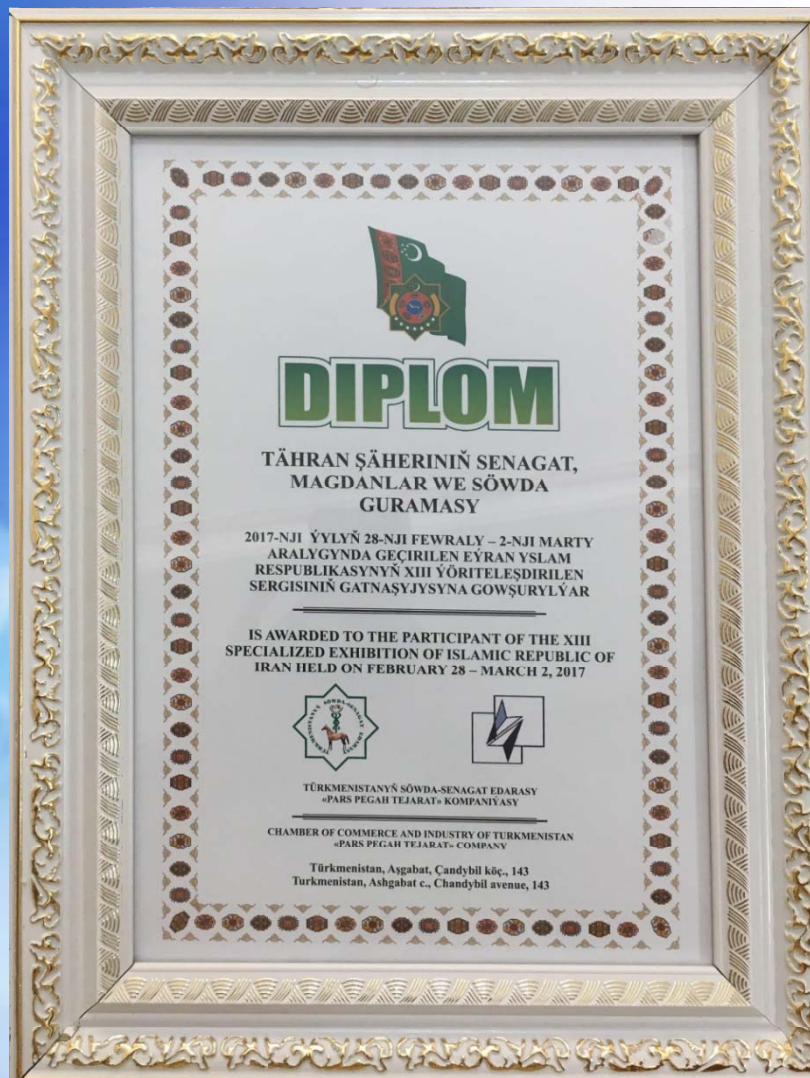 DIPLOM
TÄHRAN ŞÄHERINIŇ SENAGAT,
MAGDANLAR WE SÖWDA
GURAMASY
2017-NJI ÝYLYŇ 28-NJI FEWRALY – 2-NJI MARTY
ARALYGYNDA GEÇIRILEN EÝRAN YSLAM
RESPUBLIKASYNYŇ XIII ÝÖRITELEŞDIRILEN
SERGISINIŇ GATNAŞYJYSYNA GOWŞURYLÝAR
IS AWARDED TO THE PARTICIPANT OF THE XIII
SPECIALIZED EXHIBITION OF ISLAMIC REPUBLIC OF
IRAN HELD ON FEBRUARY 28 – MARCH 2, 2017
TÜRKMENISTANYŇ SÖWDA-SENAGAT EDARASY
«PARS PEGAH TEJARAT» KOMPANIÝASY
CHAMBER OF COMMERCE AND INDUSTRY OF TURKMENISTAN
«PARS PEGAH TEJARAT» COMPANY
Türkmenistan, Aşgabat, Çandybil köç., 143
Turkmenistan, Ashgabat c., Chandybil avenue, 143